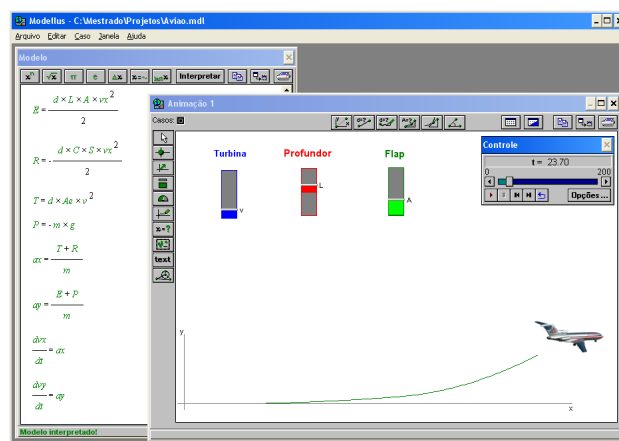 Modellus - C:\Mestrado\Projetos\Aviao.mdl
Arquivo Editar Caso Janela Ajuda
Modelo
xⁿ √x π e Δx Interpretar
E = d × L × A × vx² / 2
R = - d × C × S × vx² / 2
T = d × Ae × v²
P = - m × g
ax = T + R / m
ay = E + P / m
dvx / dt = ax
dvy / dt = ay
Modelo interpretado!
Animação 1
Casos:
x=?
text
Turbina Profundor Flap
v L A
y
x
Controle
t = 23.70
0 200
Opções...